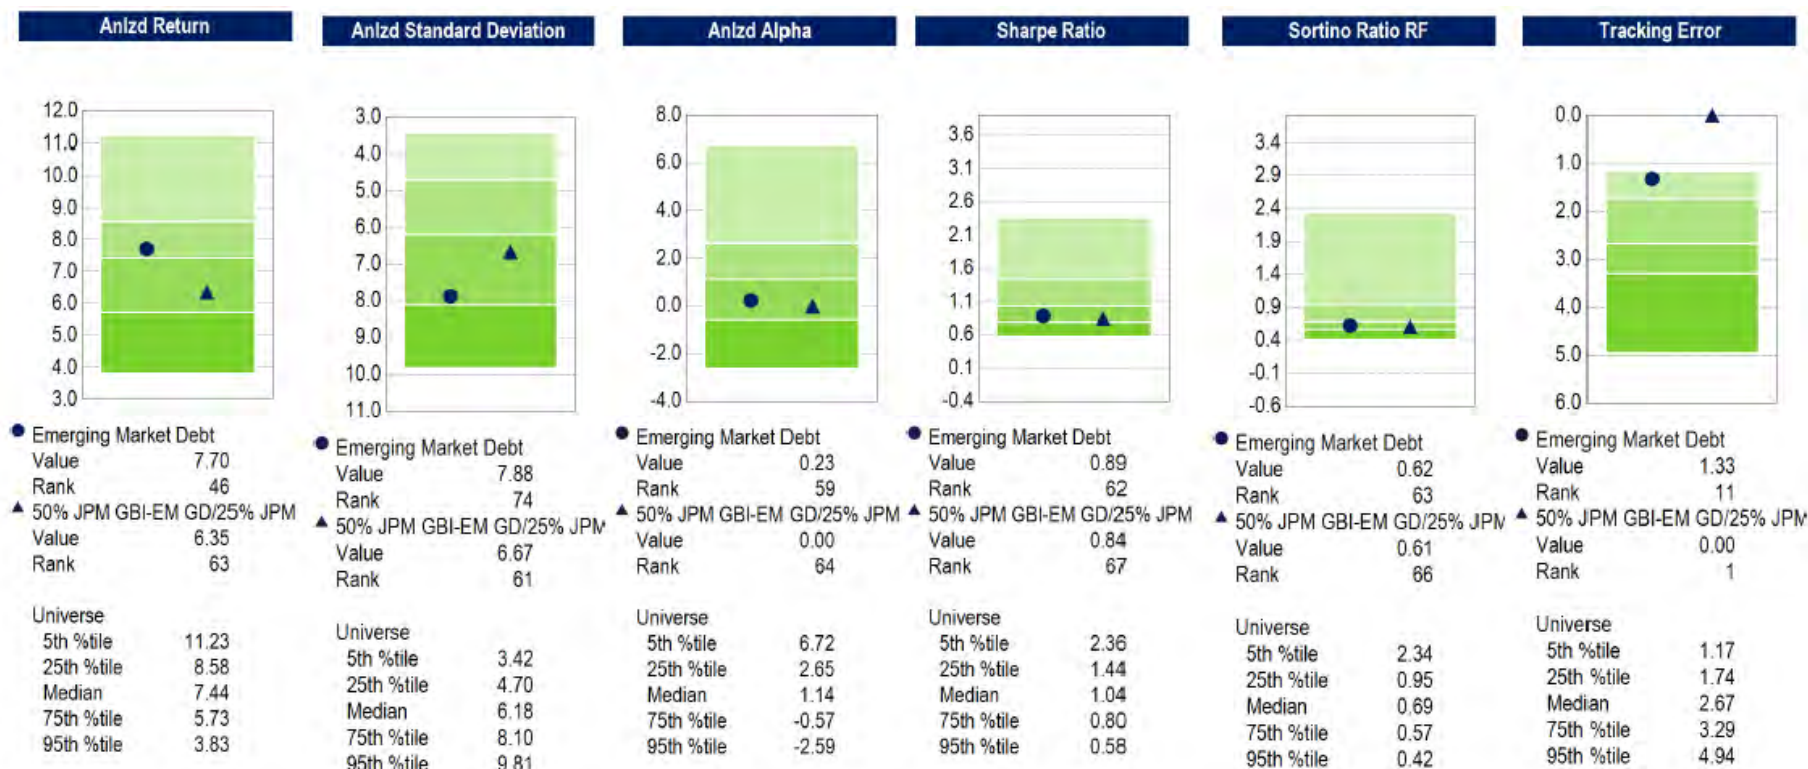 Anlzd Return
12.0
11.0
10.0
9.0
8.0
7.0
6.0
5.0
4.0
3.0
Emerging Market Debt
Value 7.70
Rank 46
50% JPM GBI-EM GD/25% JPM
Value 6.35
Rank 63
Universe
5th %tile 11.23
25th %tile 8.58
Median 7.44
75th %tile 5.73
95th %tile 3.83
Anlzd Standard Deviation
3.0
4.0
5.0
6.0
7.0
8.0
9.0
10.0
11.0
Emerging Market Debt
Value 7.88
Rank 74
50% JPM GBI-EM GD/25% JPM
Value 6.67
Rank 61
Universe
5th %tile 3.42
25th %tile 4.70
Median 6.18
75th %tile 8.10
95th %tile 9.81
Anlzd Alpha
8.0
6.0
4.0
2.0
0.0
-2.0
-4.0
Emerging Market Debt
Value 0.23
Rank 59
50% JPM GBI-EM GD/25% JPM
Value 0.00
Rank 64
Universe
5th %tile 6.72
25th %tile 2.65
Median 1.14
75th %tile -0.57
95th %tile -2.59
Sharpe Ratio
3.6
3.1
2.6
2.1
1.6
1.1
0.6
0.1
-0.4
Emerging Market Debt
Value 0.89
Rank 62
50% JPM GBI-EM GD/25% JPM
Value 0.84
Rank 67
Universe
5th %tile 2.36
25th %tile 1.44
Median 1.04
75th %tile 0.80
95th %tile 0.58
Sortino Ratio RF
3.4
2.9
2.4
1.9
1.4
0.9
0.4
-0.1
-0.6
Emerging Market Debt
Value 0.62
Rank 63
50% JPM GBI-EM GD/25% JPM
Value 0.61
Rank 66
Universe
5th %tile 2.34
25th %tile 0.95
Median 0.69
75th %tile 0.57
95th %tile 0.42
Tracking Error
0.0
1.0
2.0
3.0
4.0
5.0
6.0
Emerging Market Debt
Value 1.33
Rank 11
50% JPM GBI-EM GD/25% JPM
Value 0.00
Rank 1
Universe
5th %tile 1.17
25th %tile 1.74
Median 2.67
75th %tile 3.29
95th %tile 4.94